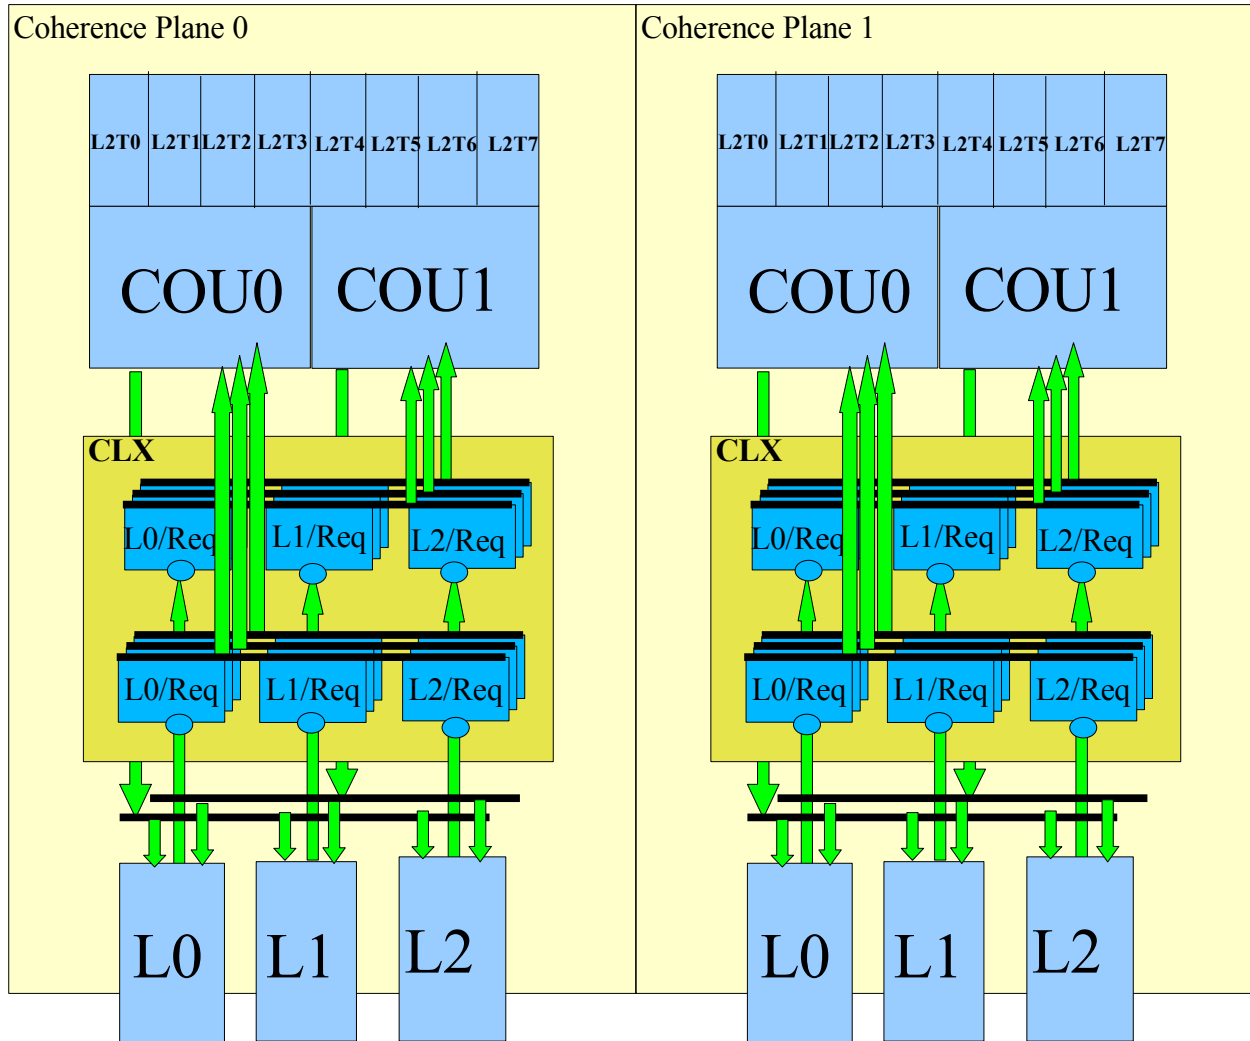 Coherence Plane 0
L2T0 L2T1 L2T2 L2T3 L2T4 L2T5 L2T6 L2T7
COU0 COU1
CLX
L0/Req L1/Req L2/Req
L0/Req L1/Req L2/Req
L0 L1 L2
Coherence Plane 1
L2T0 L2T1 L2T2 L2T3 L2T4 L2T5 L2T6 L2T7
COU0 COU1
CLX
L0/Req L1/Req L2/Req
L0/Req L1/Req L2/Req
L0 L1 L2